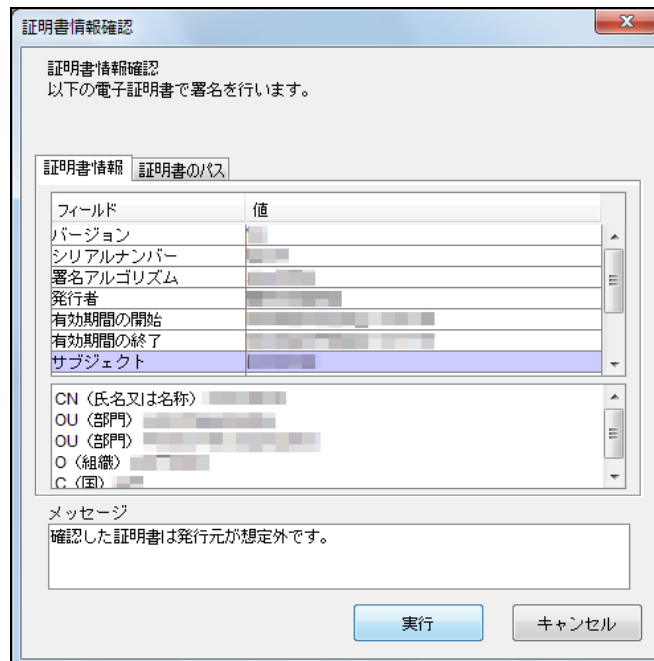 証明書情報確認
証明書情報確認
以下の電子証明書で署名を行います。
証明書情報 証明書のパス
フィールド 値
バージョン
シリアルナンバー
署名アルゴリズム
発行者
有効期間の開始
有効期間の終了
サブジェクト
CN（氏名又は名称）
OU（部門）
OU（部門）
O（組織）
C（国）
メッセージ
確認した証明書は発行元が想定外です。
実行 キャンセル